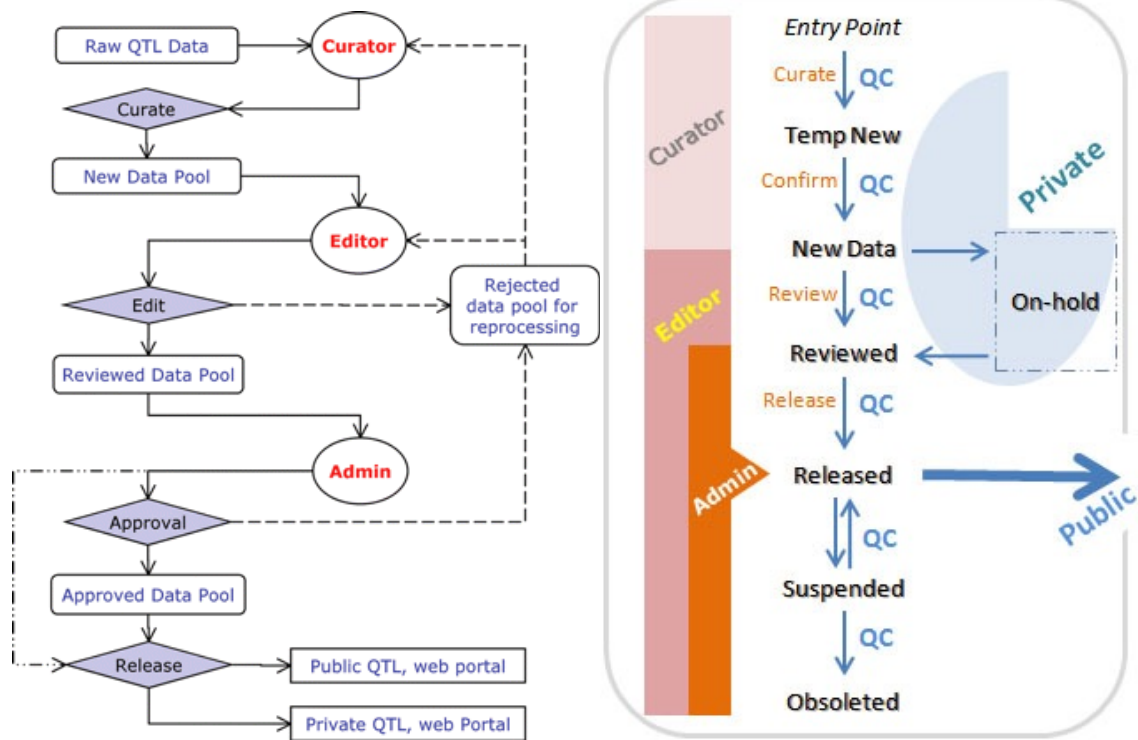 Raw QTL Data
Curator
Curate
New Data Pool
Editor
Edit
Rejected
data pool for
reprocessing
Reviewed Data Pool
Admin
Approval
Approved Data Pool
Release
Public QTL, web portal
Private QTL, web Portal
Curator
Editor
Admin
Entry Point
Curate QC
Temp New
Confirm QC
Private
New Data
Review QC
On-hold
Reviewed
Release QC
Released
Public
QC
Suspended
QC
Obsoleted